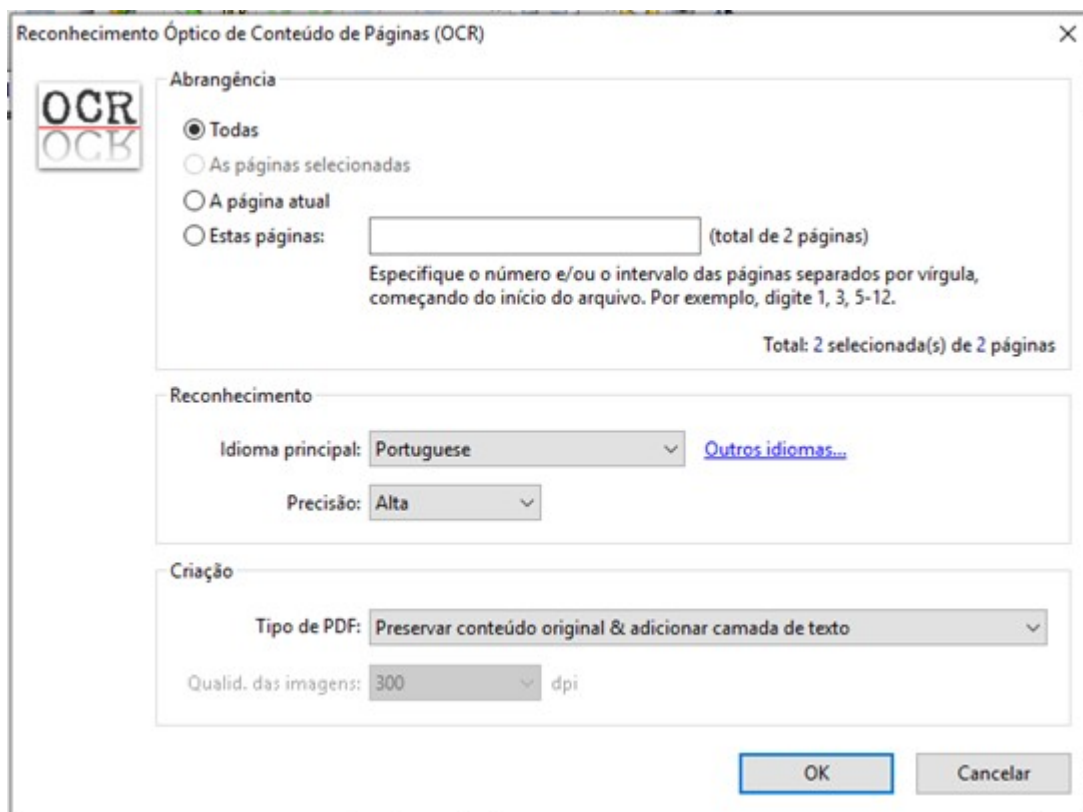 Reconhecimento Óptico de Conteúdo de Páginas (OCR)
OCR
Abrangência
Todas
As páginas selecionadas
A página atual
Estas páginas: (total de 2 páginas)
Especifique o número e/ou o intervalo das páginas separados por vírgula,
começando do início do arquivo. Por exemplo, digite 1, 3, 5-12.
Total: 2 selecionada(s) de 2 páginas
Reconhecimento
Idioma principal: Portuguese Outros idiomas...
Precisão: Alta
Criação
Tipo de PDF: Preservar conteúdo original & adicionar camada de texto
Qualid. das imagens: 300 dpi
OK Cancelar